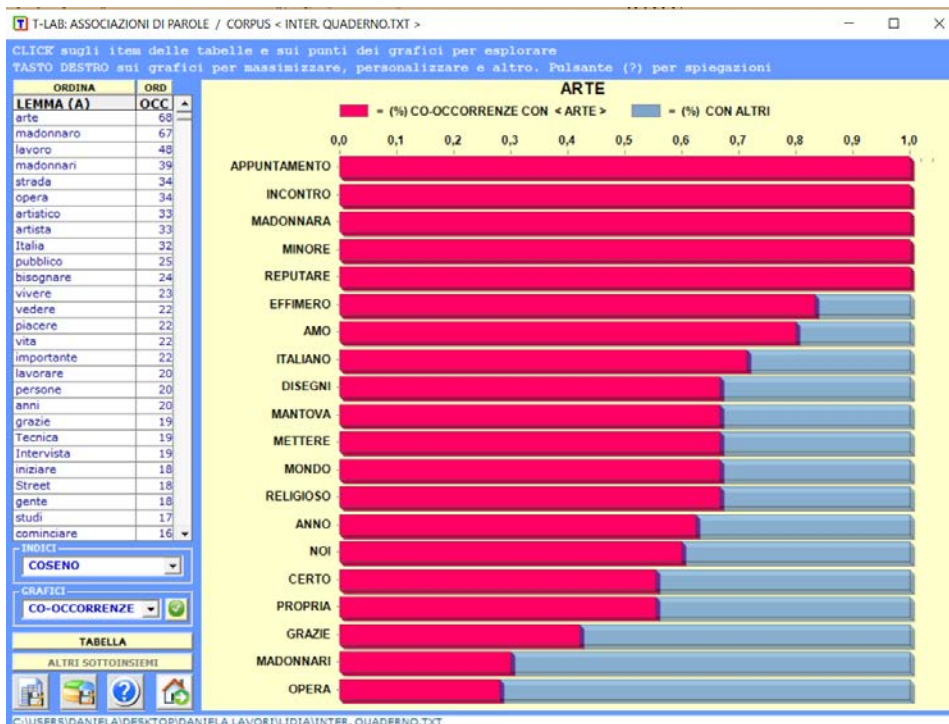 T-LAB: ASSOCIAZIONI DI PAROLE / CORPUS < INTER. QUADERNO.TXT >
CLICK sugli item delle tabelle e sui punti dei grafici per esplorare
TASTO DESTRO sui grafici per massimizzare, personalizzare e altro. Pulsante (?) per spiegazioni
ORDINA ORD
LEMMA (A) OCC
arte 68
madonnaro 67
lavoro 48
madonnari 39
strada 34
opera 34
artistico 33
artista 33
Italia 32
pubblico 25
bisognare 24
vivere 23
vedere 22
piacere 22
vita 22
importante 22
lavorare 20
persone 20
anni 20
grazie 19
Tecnica 19
Intervista 19
iniziare 18
Street 18
gente 18
studi 17
cominciare 16
INDICI
COSENO
GRAFICI
CO-OCCORRENZE
TABELLA
ALTRI SOTTOINSIEMI
ARTE
= (%) CO-OCCORRENZE CON < ARTE > = (%) CON ALTRI
0,0 0,1 0,2 0,3 0,4 0,5 0,6 0,7 0,8 0,9 1,0
APPUNTAMENTO
INCONTRO
MADONNARA
MINORE
REPUTARE
EFFIMERO
AMO
ITALIANO
DISEGNI
MANTOVA
METTERE
MONDO
RELIGIOSO
ANNO
NOI
CERTO
PROPRIA
GRAZIE
MADONNARI
OPERA
C:\USERS\DANIELA\DESKTOP\DANIELA LAVORI\LIDIA\INTER. QUADERNO.TXT